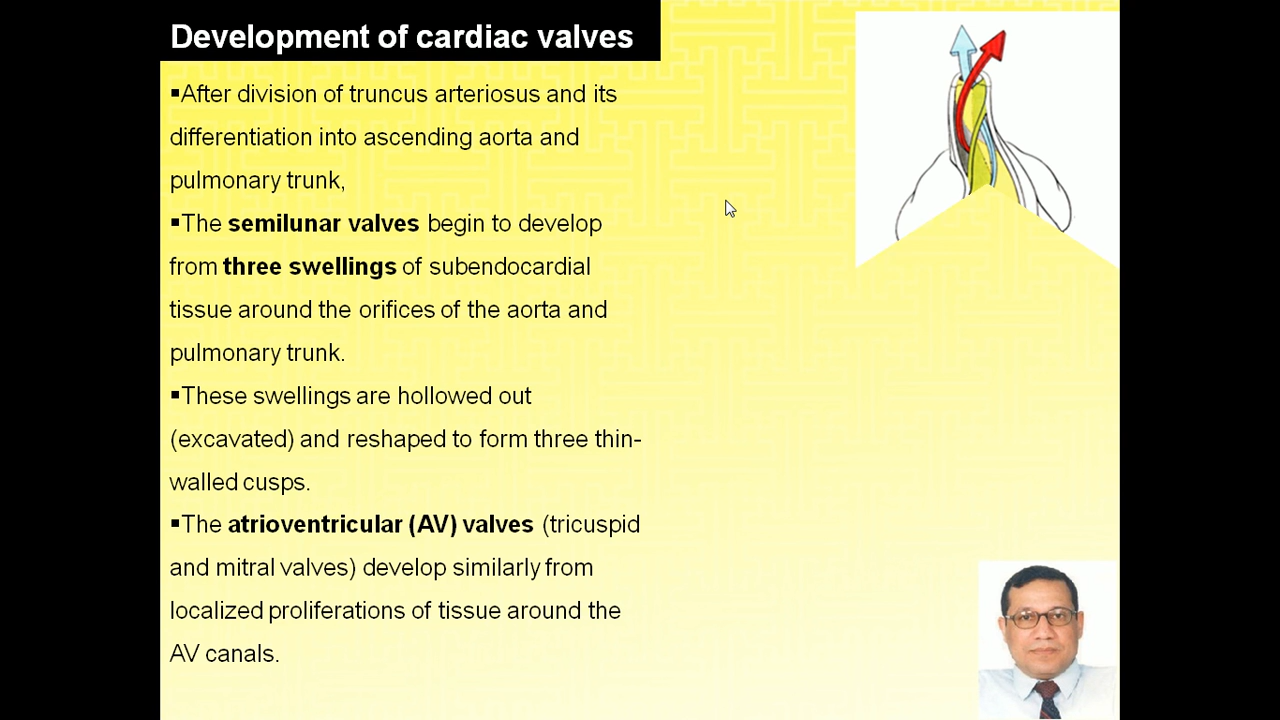 Development of cardiac valves
▪After division of truncus arteriosus and its
differentiation into ascending aorta and
pulmonary trunk,
▪The semilunar valves begin to develop
from three swellings of subendocardial
tissue around the orifices of the aorta and
pulmonary trunk.
▪These swellings are hollowed out
(excavated) and reshaped to form three thin-
walled cusps.
▪The atrioventricular (AV) valves (tricuspid
and mitral valves) develop similarly from
localized proliferations of tissue around the
AV canals.